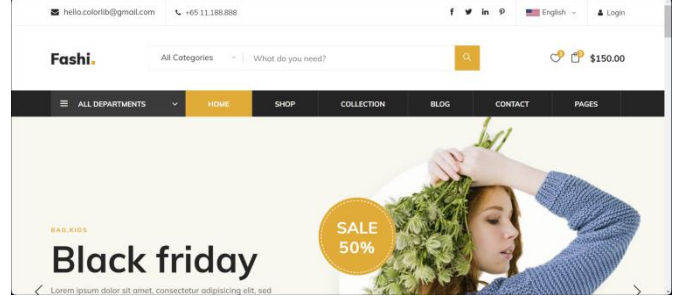 hello.colorlib@gmail.com +65 11.188.888 English Login
Fashi. All Categories What do you need? $150.00
ALL DEPARTMENTS HOME SHOP COLLECTION BLOG CONTACT PAGES
SALE
50%
BAG,KIDS
Black friday
Lorem ipsum dolor sit amet, consectetur adipisicing elit, sed